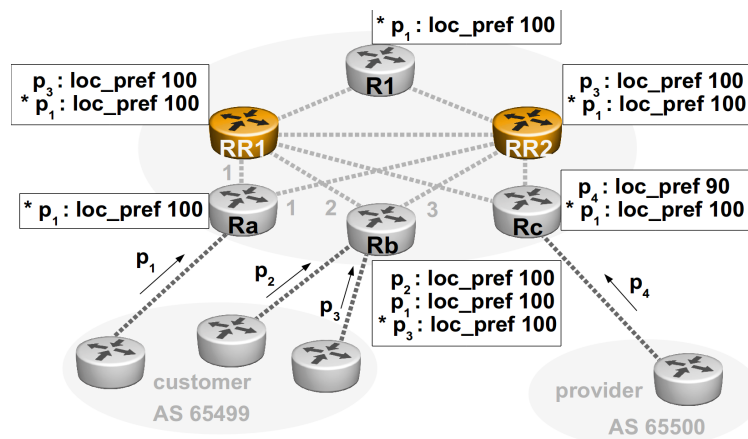 * p1 : loc_pref 100
R1
p3 : loc_pref 100
* p1 : loc_pref 100
p3 : loc_pref 100
* p1 : loc_pref 100
RR1
RR2
1
* p1 : loc_pref 100
Ra
1
2
3
Rb
Rc
p4 : loc_pref 90
* p1 : loc_pref 100
p1
p2
p3
p2 : loc_pref 100
p1 : loc_pref 100
* p3 : loc_pref 100
p4
customer
AS 65499
provider
AS 65500